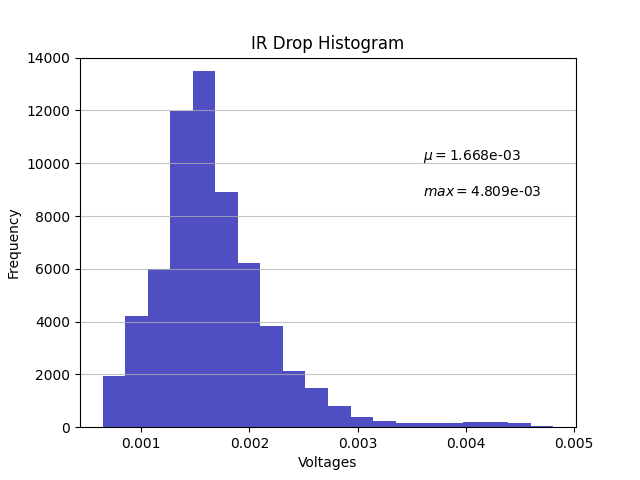 IR Drop Histogram
14000
12000
10000
8000
6000
4000
2000
0
Frequency
μ = 1.668e-03
max = 4.809e-03
0.001 0.002 0.003 0.004 0.005
Voltages